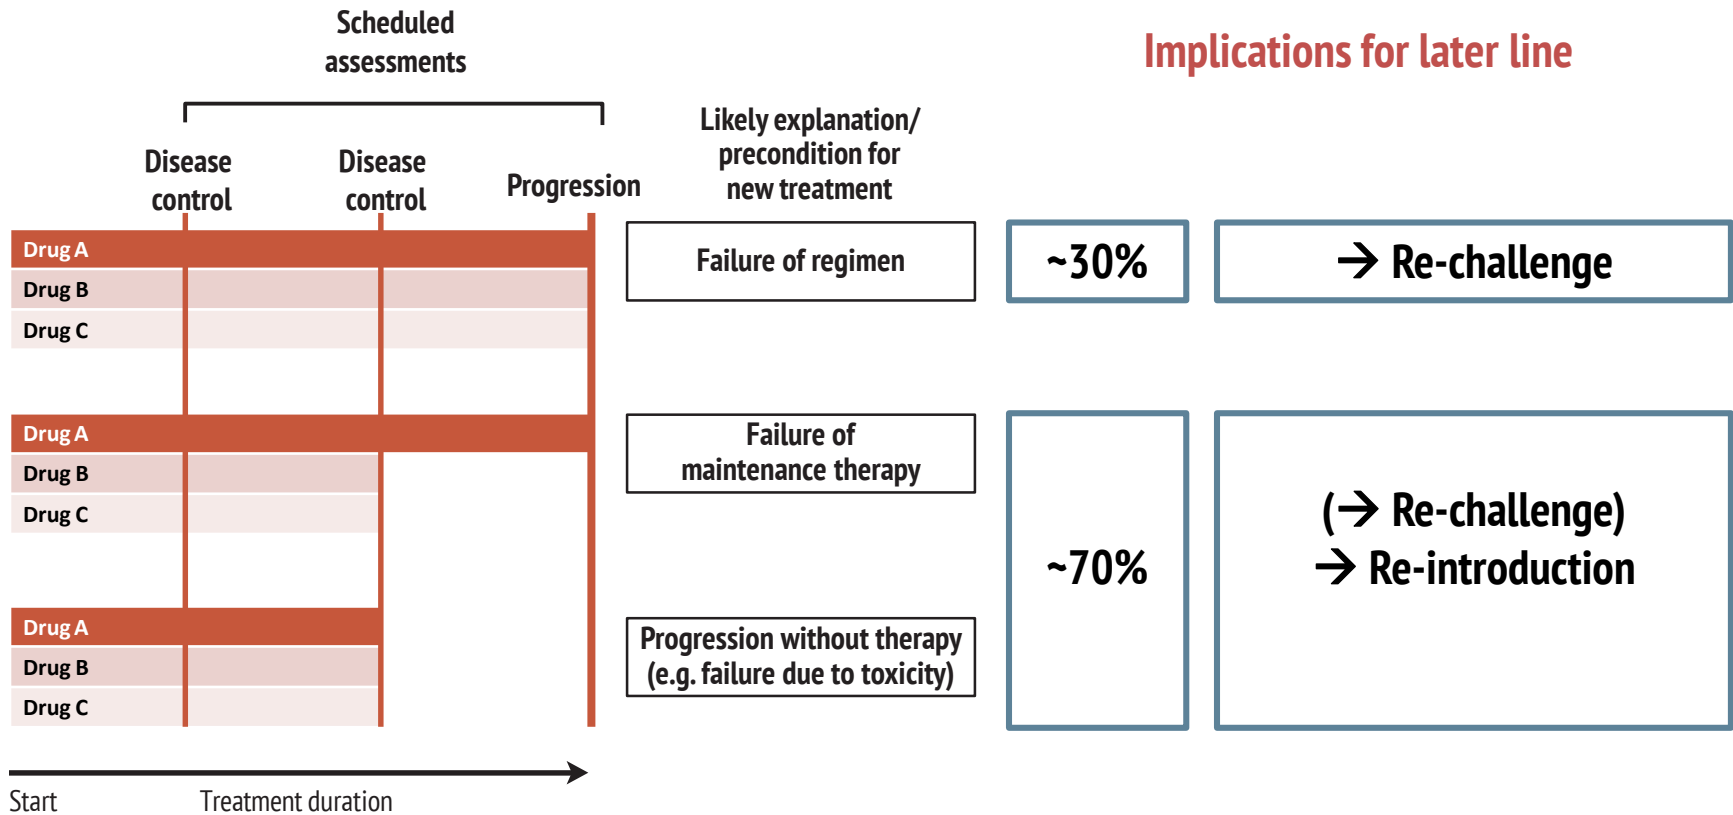 Scheduled
assessments
Implications for later line
Likely explanation/
precondition for
new treatment
Disease
control
Disease
control
Progression
Drug A
Drug B
Drug C
Failure of regimen
~30%
→ Re-challenge
Drug A
Drug B
Drug C
Failure of
maintenance therapy
~70%
(→ Re-challenge)
→ Re-introduction
Drug A
Drug B
Drug C
Progression without therapy
(e.g. failure due to toxicity)
Start
Treatment duration